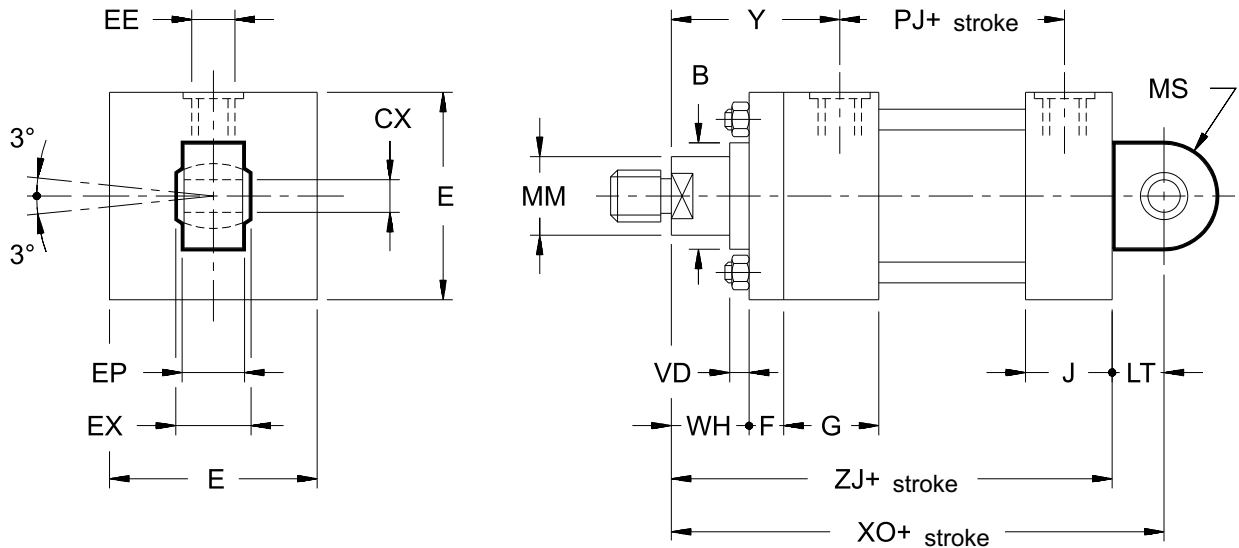 EE
Y
PJ+ stroke
B
MS
CX
3°
E
MM
3°
EP
VD
J
LT
EX
WH
F
G
E
ZJ+ stroke
XO+ stroke